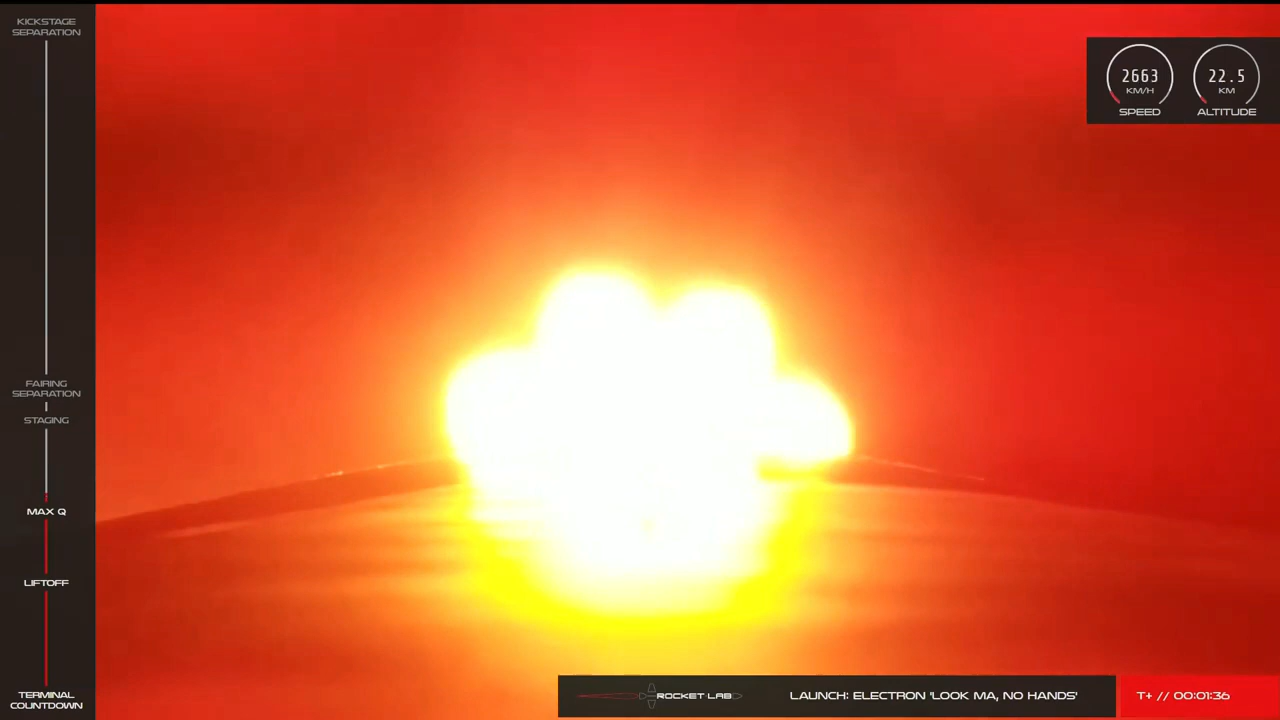 KICKSTAGE
SEPARATION
FAIRING
SEPARATION
STAGING
MAX Q
LIFTOFF
TERMINAL
COUNTDOWN
2663
KM/H
SPEED
22.5
KM
ALTITUDE
ROCKET LAB
LAUNCH: ELECTRON 'LOOK MA, NO HANDS'
T+ // 00:01:36